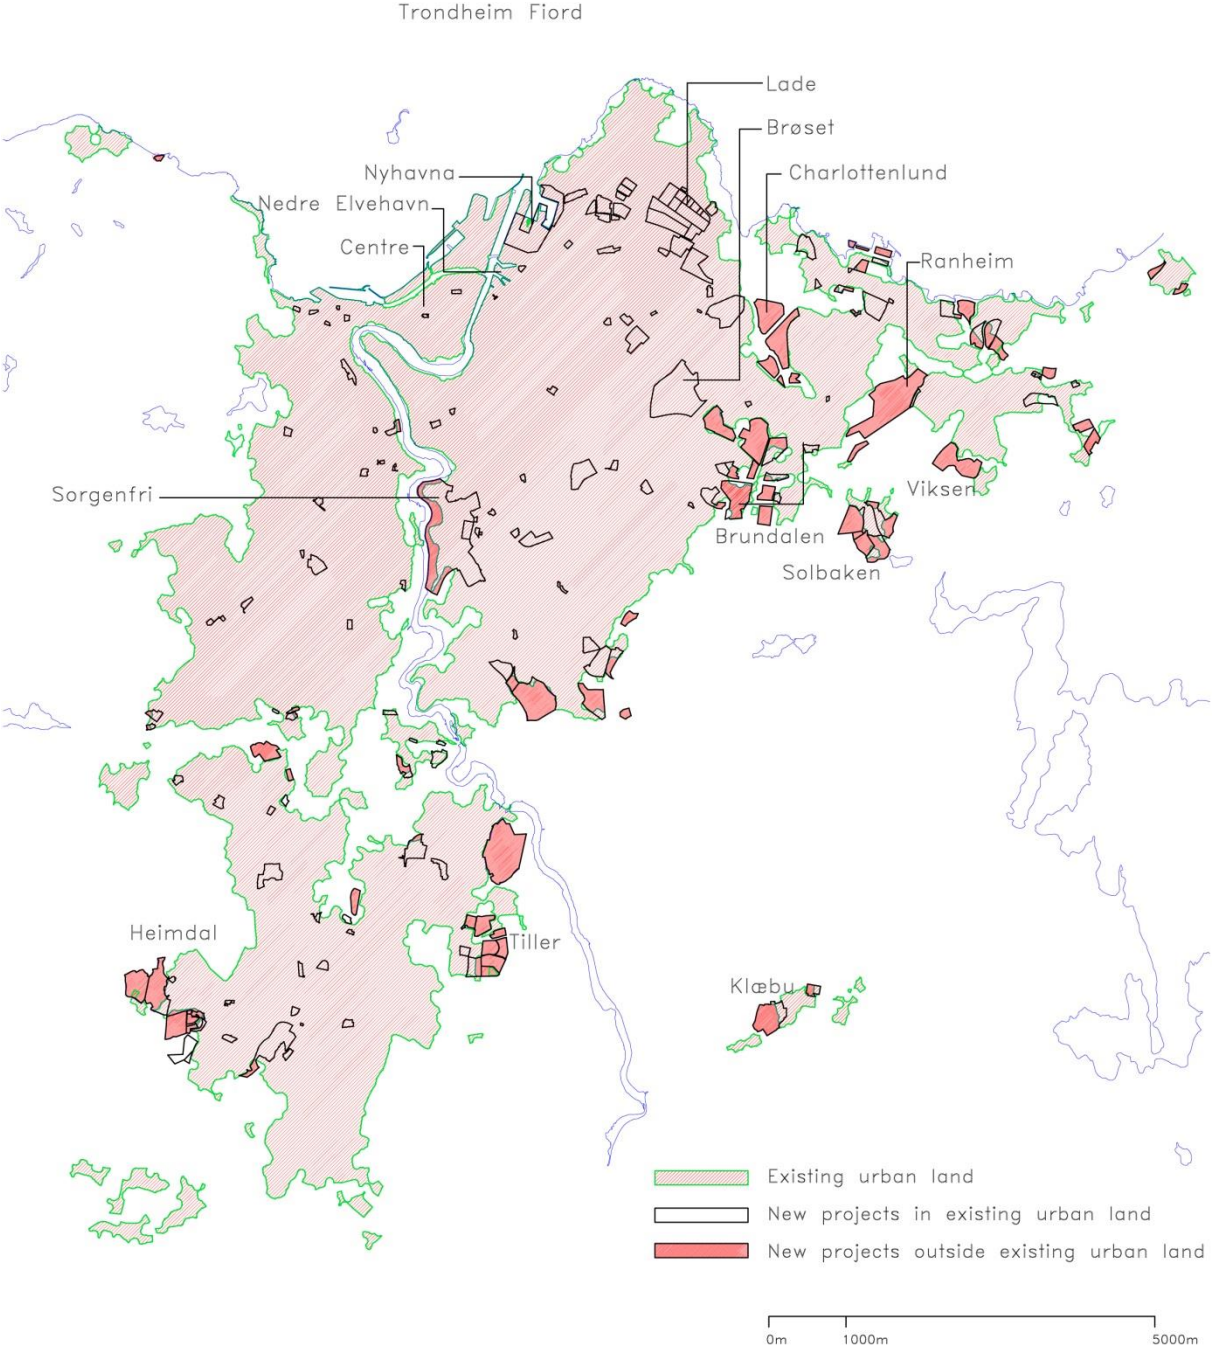 Trondheim Fiord
Lade
Brøset
Charlottenlund
Nyhavna
Nedre Elvehavn
Centre
Ranheim
Sorgenfri
Viksen
Brundalen
Solbaken
Heimdal
Tiller
Klæbu
Existing urban land
New projects in existing urban land
New projects outside existing urban land
0m 1000m 5000m